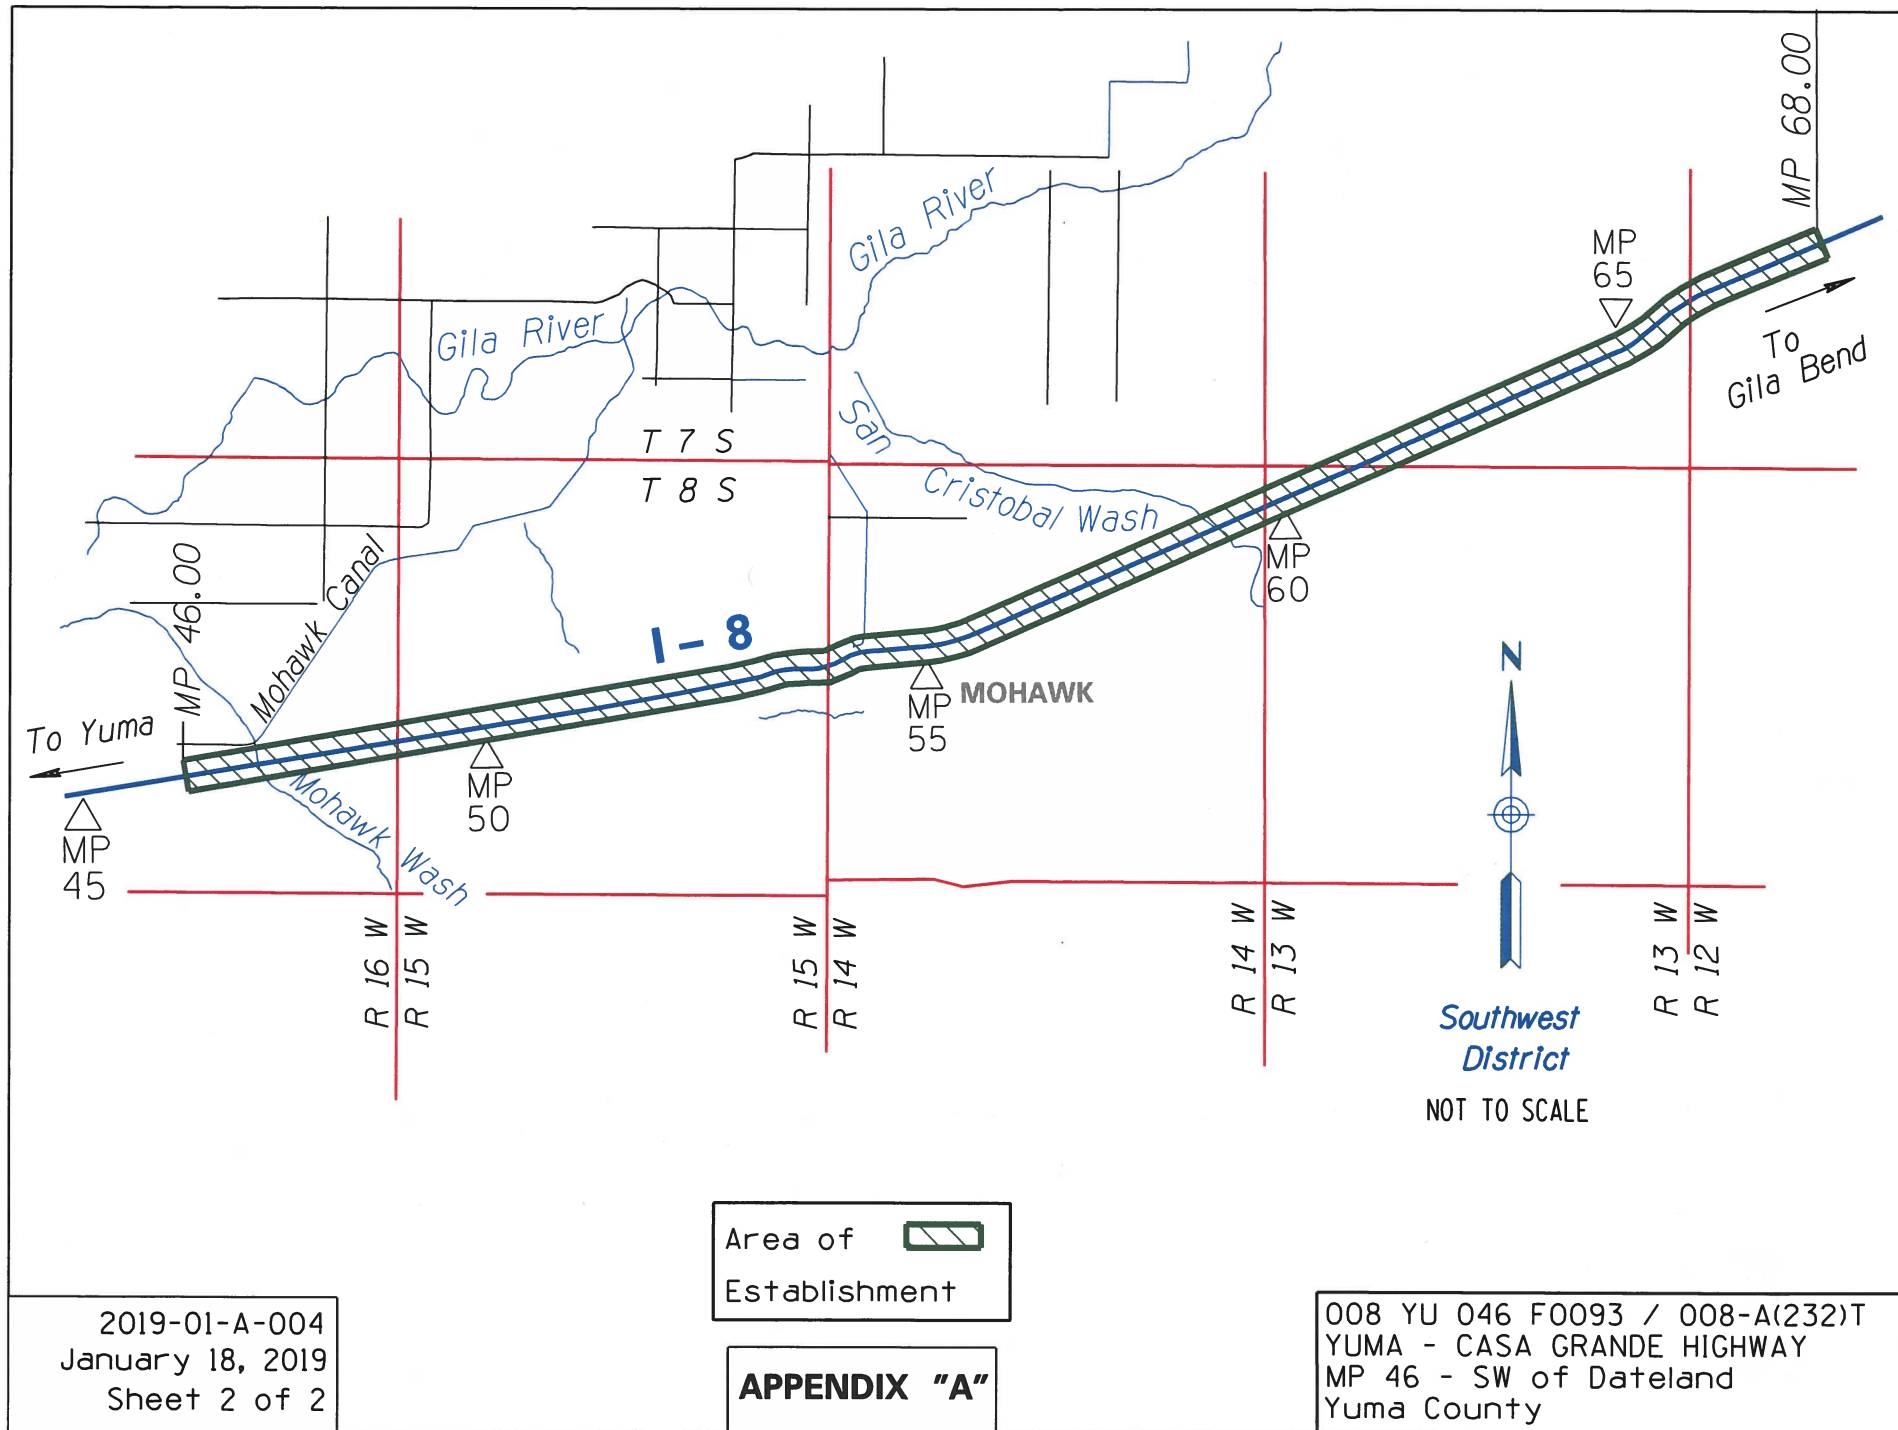 MP 68.00
Gila River
MP
65
Gila River
To
Gila Bend
San
Cristobal Wash
T 7 S
T 8 S
MP 46.00
Mohawk Canal
MP
60
I - 8
MOHAWK
MP
55
N
To Yuma
MP
50
Mohawk Wash
MP
45
R 16 W
R 15 W
R 15 W
R 14 W
R 14 W
R 13 W
R 13 W
R 12 W
Southwest
District
NOT TO SCALE
Area of
Establishment
2019-01-A-004
January 18, 2019
Sheet 2 of 2
APPENDIX "A"
008 YU 046 F0093 / 008-A(232)T
YUMA - CASA GRANDE HIGHWAY
MP 46 - SW of Dateland
Yuma County